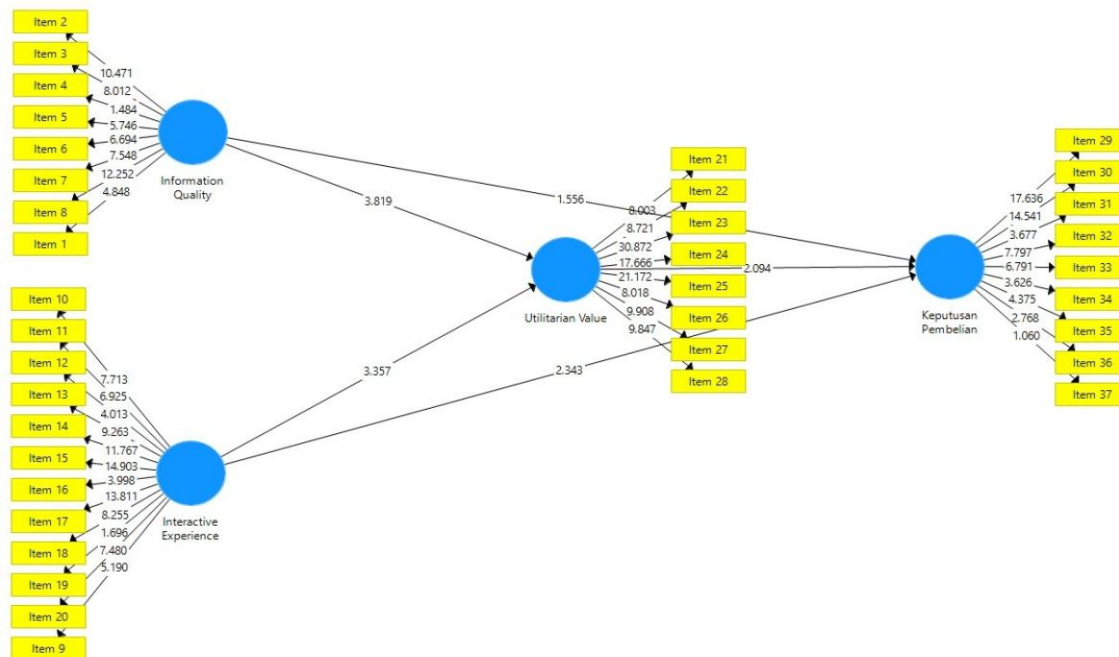 Item 2
Item 3
Item 4
Item 5
Item 6
Item 7
Item 8
Item 1
10.471
8.012
1.484
5.746
6.694
7.548
12.252
4.848
Information
Quality
3.819
1.556
Item 10
Item 11
Item 12
Item 13
Item 14
Item 15
Item 16
Item 17
Item 18
Item 19
Item 20
Item 9
7.713
6.925
4.013
9.263
11.767
14.903
3.998
13.811
8.255
1.696
7.480
5.190
Interactive
Experience
3.357
2.343
Utilitarian Value
8.003
8.721
30.872
17.666
21.172
8.018
9.908
9.847
Item 21
Item 22
Item 23
Item 24
Item 25
Item 26
Item 27
Item 28
2.094
Keputusan
Pembelian
17.636
14.541
3.677
7.797
6.791
3.626
4.375
2.768
1.060
Item 29
Item 30
Item 31
Item 32
Item 33
Item 34
Item 35
Item 36
Item 37